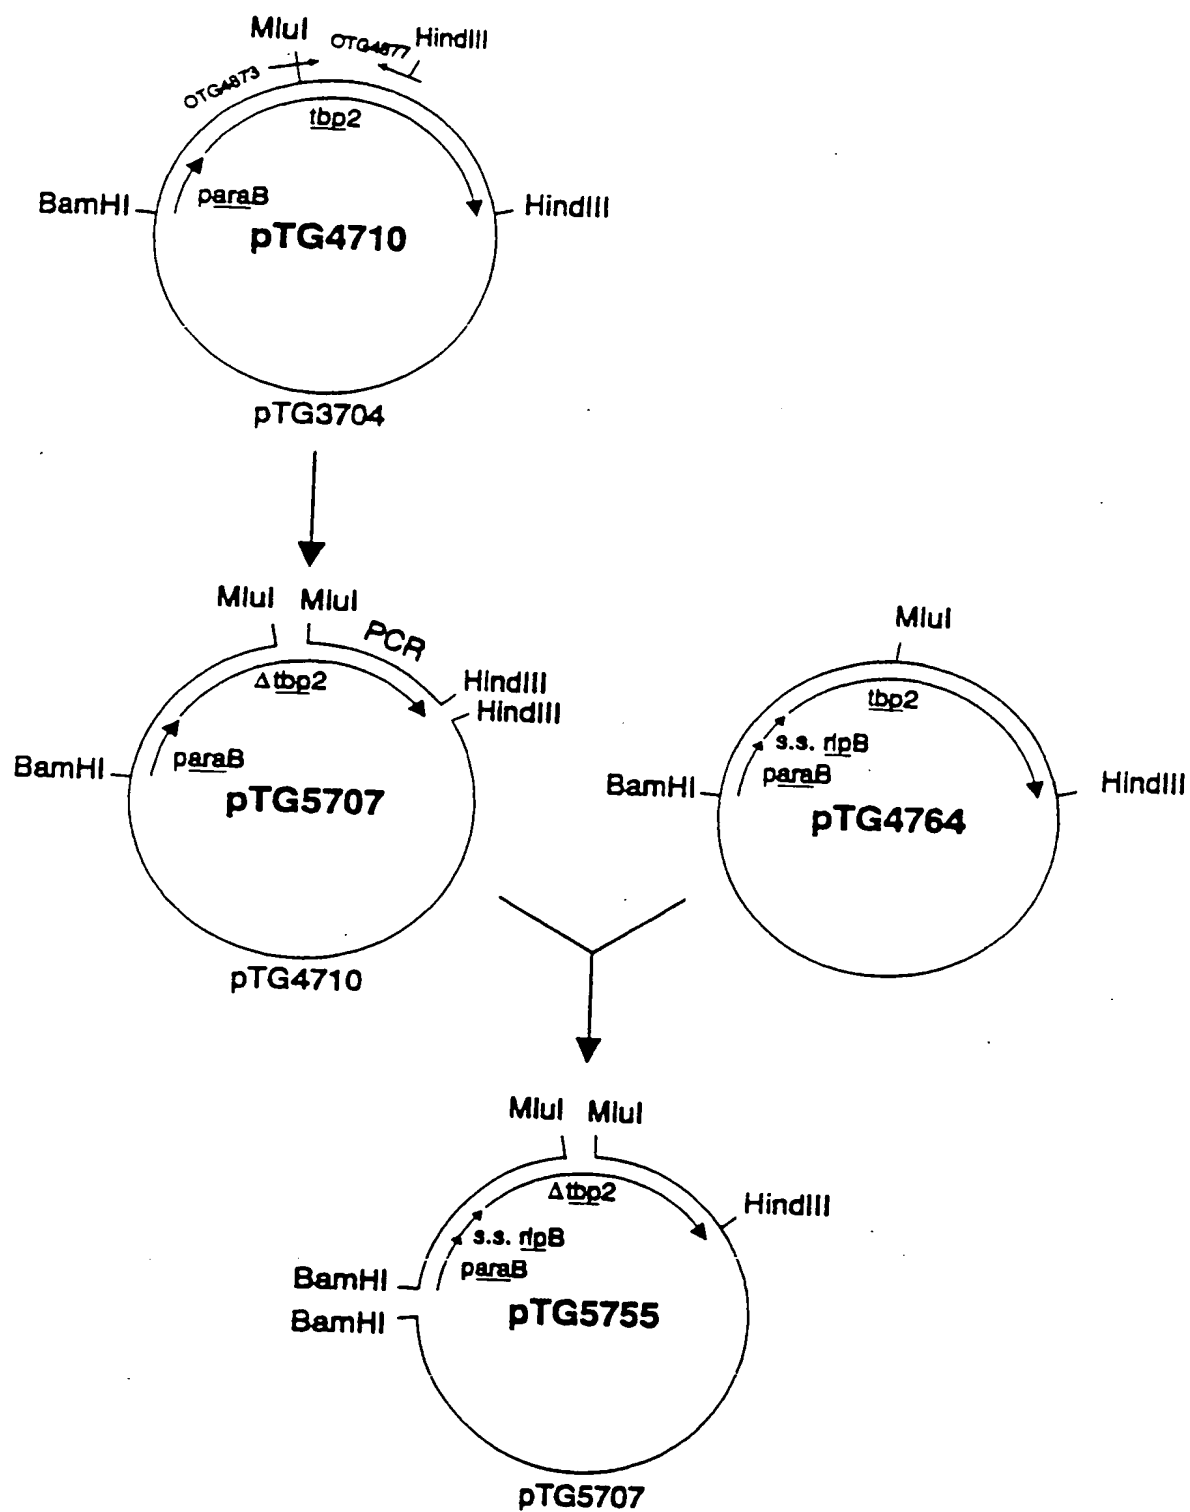 MluI
OTG4877
HindIII
OTG4873
tbp2
BamHI
paraB
HindIII
pTG4710
pTG3704
MluI MluI
PCR
Δtbp2
HindIII
HindIII
BamHI
paraB
pTG5707
pTG4710
MluI
tbp2
s.s. rlpB
paraB
BamHI
HindIII
pTG4764
MluI MluI
Δtbp2
HindIII
s.s. rlpB
paraB
BamHI
BamHI
pTG5755
pTG5707